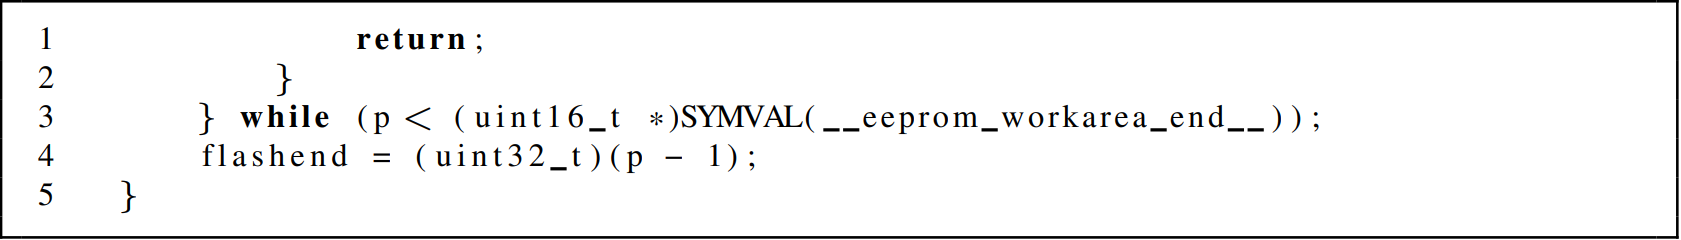 1 return;
2 }
3 } while (p < (uint16_t *)SYMVAL(__eeprom_workarea_end__));
4 flashend = (uint32_t)(p - 1);
5 }